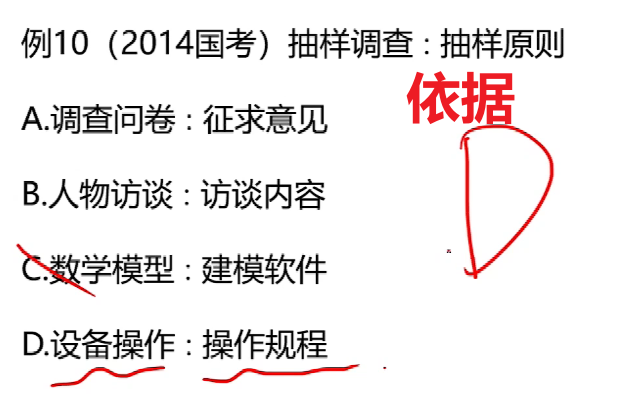 例10（2014国考）抽样调查：抽样原则
依据
A.调查问卷：征求意见
B.人物访谈：访谈内容
D
C.数学模型：建模软件
D.设备操作：操作规程